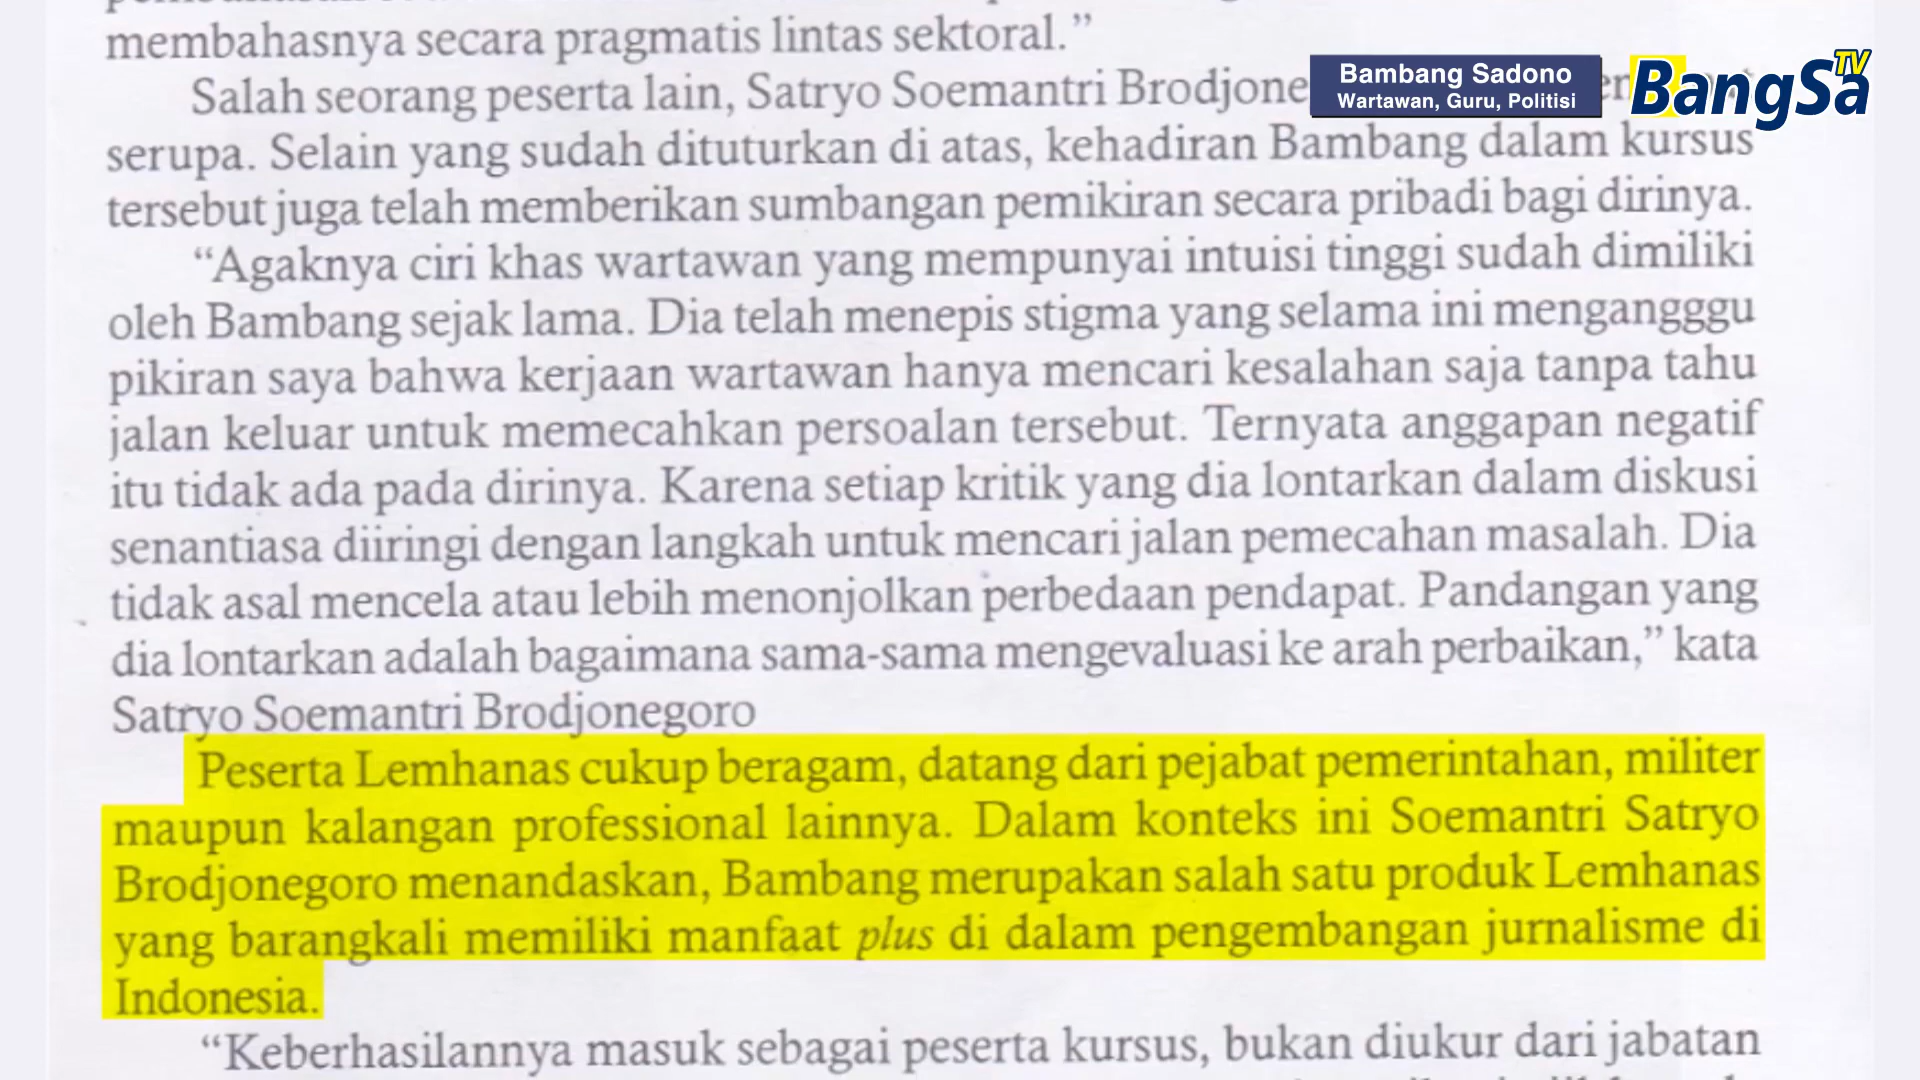 membahasnya secara pragmatis lintas sektoral.”
Salah seorang peserta lain, Satryo Soemantri Brodjone
serupa. Selain yang sudah dituturkan di atas, kehadiran Bambang dalam kursus
tersebut juga telah memberikan sumbangan pemikiran secara pribadi bagi dirinya.
“Agaknya ciri khas wartawan yang mempunyai intuisi tinggi sudah dimiliki
oleh Bambang sejak lama. Dia telah menepis stigma yang selama ini mengangggu
pikiran saya bahwa kerjaan wartawan hanya mencari kesalahan saja tanpa tahu
jalan keluar untuk memecahkan persoalan tersebut. Ternyata anggapan negatif
itu tidak ada pada dirinya. Karena setiap kritik yang dia lontarkan dalam diskusi
senantiasa diiringi dengan langkah untuk mencari jalan pemecahan masalah. Dia
tidak asal mencela atau lebih menonjolkan perbedaan pendapat. Pandangan yang
dia lontarkan adalah bagaimana sama-sama mengevaluasi ke arah perbaikan,” kata
Satryo Soemantri Brodjonegoro
Peserta Lemhanas cukup beragam, datang dari pejabat pemerintahan, militer
maupun kalangan professional lainnya. Dalam konteks ini Soemantri Satryo
Brodjonegoro menandaskan, Bambang merupakan salah satu produk Lemhanas
yang barangkali memiliki manfaat plus di dalam pengembangan jurnalisme di
Indonesia.
“Keberhasilannya masuk sebagai peserta kursus, bukan diukur dari jabatan
Bambang Sadono
Wartawan, Guru, Politisi
BangSa TV